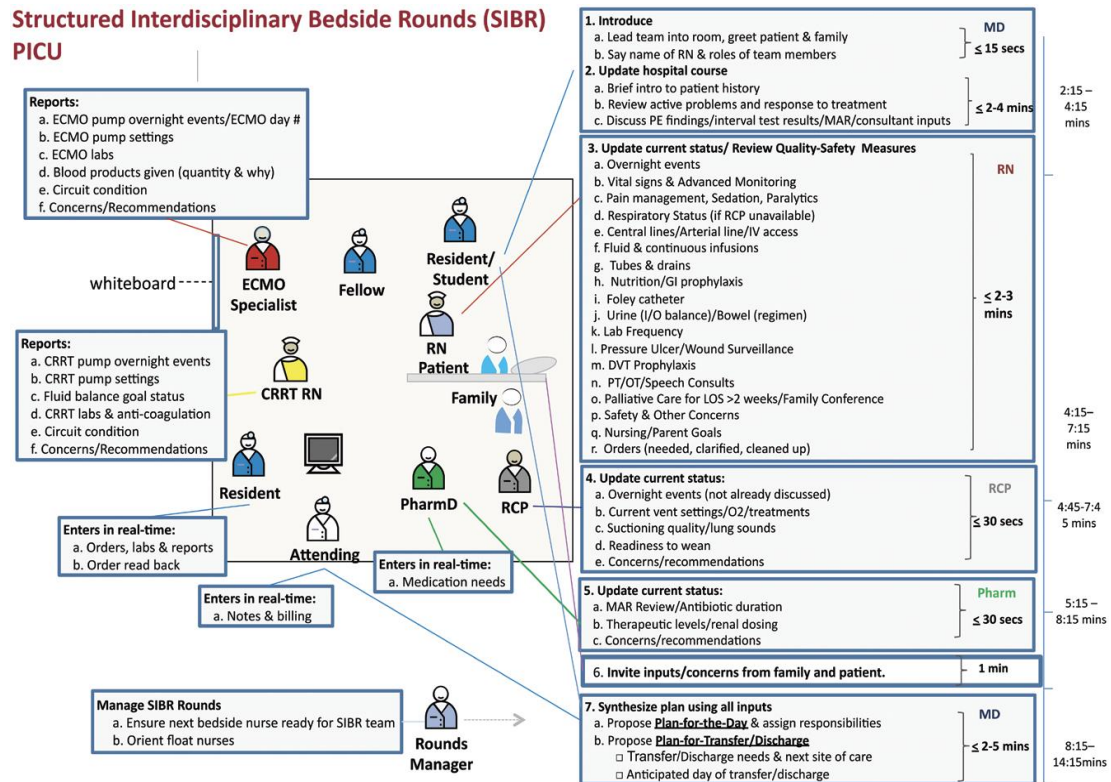 Structured Interdisciplinary Bedside Rounds (SIBR)
PICU
Reports:
a. ECMO pump overnight events/ECMO day #
b. ECMO pump settings
c. ECMO labs
d. Blood products given (quantity & why)
e. Circuit condition
f. Concerns/Recommendations
whiteboard
ECMO
Specialist
Fellow
Resident/
Student
RN
Patient
Family
Reports:
a. CRRT pump overnight events
b. CRRT pump settings
c. Fluid balance goal status
d. CRRT labs & anti-coagulation
e. Circuit condition
f. Concerns/Recommendations
CRRT RN
Resident
Attending
PharmD
RCP
Enters in real-time:
a. Orders, labs & reports
b. Order read back
Enters in real-time:
a. Notes & billing
Enters in real-time:
a. Medication needs
Manage SIBR Rounds
a. Ensure next bedside nurse ready for SIBR team
b. Orient float nurses
Rounds
Manager
1. Introduce
MD
a. Lead team into room, greet patient & family
b. Say name of RN & roles of team members
≤ 15 secs
2. Update hospital course
a. Brief intro to patient history
b. Review active problems and response to treatment
c. Discuss PE findings/interval test results/MAR/consultant inputs
≤ 2-4 mins
2:15 –
4:15
mins
3. Update current status/ Review Quality-Safety Measures
RN
a. Overnight events
b. Vital signs & Advanced Monitoring
c. Pain management, Sedation, Paralytics
d. Respiratory Status (if RCP unavailable)
e. Central lines/Arterial line/IV access
f. Fluid & continuous infusions
g. Tubes & drains
h. Nutrition/GI prophylaxis
i. Foley catheter
j. Urine (I/O balance)/Bowel (regimen)
k. Lab Frequency
l. Pressure Ulcer/Wound Surveillance
m. DVT Prophylaxis
n. PT/OT/Speech Consults
o. Palliative Care for LOS >2 weeks/Family Conference
p. Safety & Other Concerns
q. Nursing/Parent Goals
r. Orders (needed, clarified, cleaned up)
≤ 2-3
mins
4:15–
7:15
mins
4. Update current status:
RCP
a. Overnight events (not already discussed)
b. Current vent settings/O2/treatments
c. Suctioning quality/lung sounds
d. Readiness to wean
e. Concerns/recommendations
≤ 30 secs
4:45-7:4
5 mins
5. Update current status:
Pharm
a. MAR Review/Antibiotic duration
b. Therapeutic levels/renal dosing
c. Concerns/recommendations
≤ 30 secs
5:15 –
8:15 mins
6. Invite inputs/concerns from family and patient.
1 min
7. Synthesize plan using all inputs
MD
a. Propose Plan-for-the-Day & assign responsibilities
b. Propose Plan-for-Transfer/Discharge
□ Transfer/Discharge needs & next site of care
□ Anticipated day of transfer/discharge
≤ 2-5 mins
8:15–
14:15mins